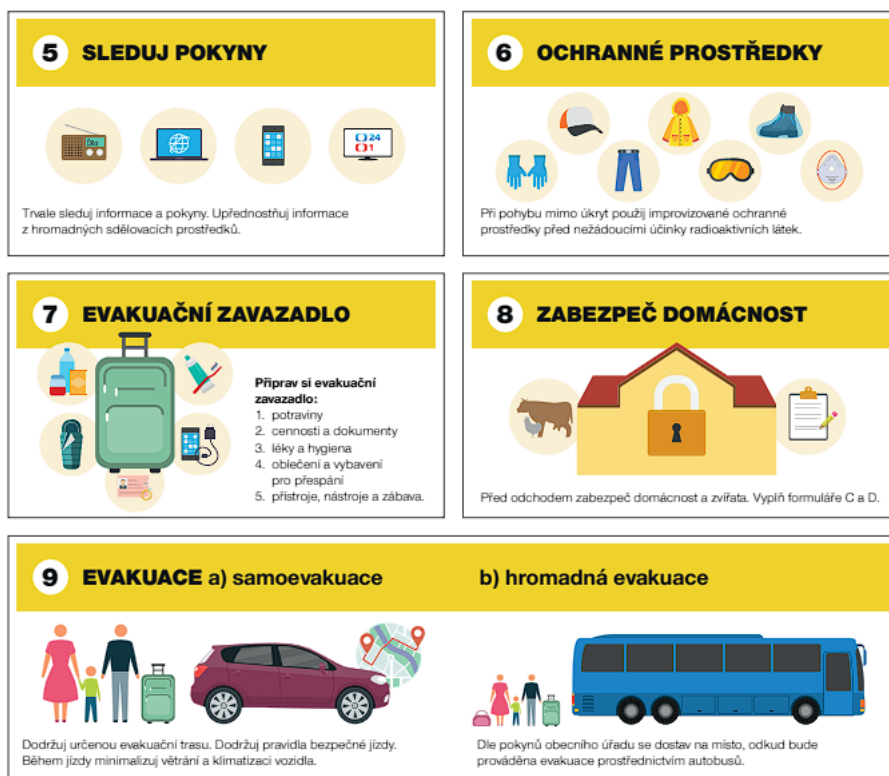 5 SLEDUJ POKYNY
24
1
Trvale sleduj informace a pokyny. Upřednostňuj informace
z hromadných sdělovacích prostředků.
6 OCHRANNÉ PROSTŘEDKY
Při pohybu mimo úkryt použij improvizované ochranné
prostředky před nežádoucími účinky radioaktivních látek.
7 EVAKUAČNÍ ZAVAZADLO
Připrav si evakuační
zavazadlo:
1. potraviny
2. cennosti a dokumenty
3. léky a hygiena
4. oblečení a vybavení
pro přespání
5. přístroje, nástroje a zábava.
8 ZABEZPEČ DOMÁCNOST
Před odchodem zabezpeč domácnost a zvířata. Vyplň formuláře C a D.
9 EVAKUACE a) samoevakuace
b) hromadná evakuace
Dodržuj určenou evakuační trasu. Dodržuj pravidla bezpečné jízdy.
Během jízdy minimalizuj větrání a klimatizaci vozidla.
Dle pokynů obecního úřadu se dostav na místo, odkud bude
prováděna evakuace prostřednictvím autobusů.